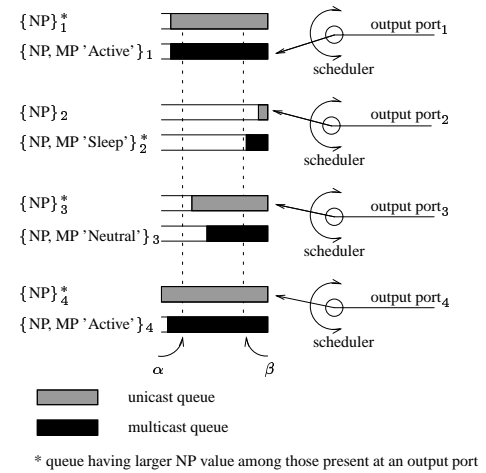 {NP}*1 output port1
{NP, MP 'Active'}1
scheduler
{NP}2 output port2
{NP, MP 'Sleep'}*2
scheduler
{NP}*3 output port3
{NP, MP 'Neutral'}3
scheduler
{NP}*4 output port4
{NP, MP 'Active'}4
scheduler
α β
unicast queue
multicast queue
* queue having larger NP value among those present at an output port